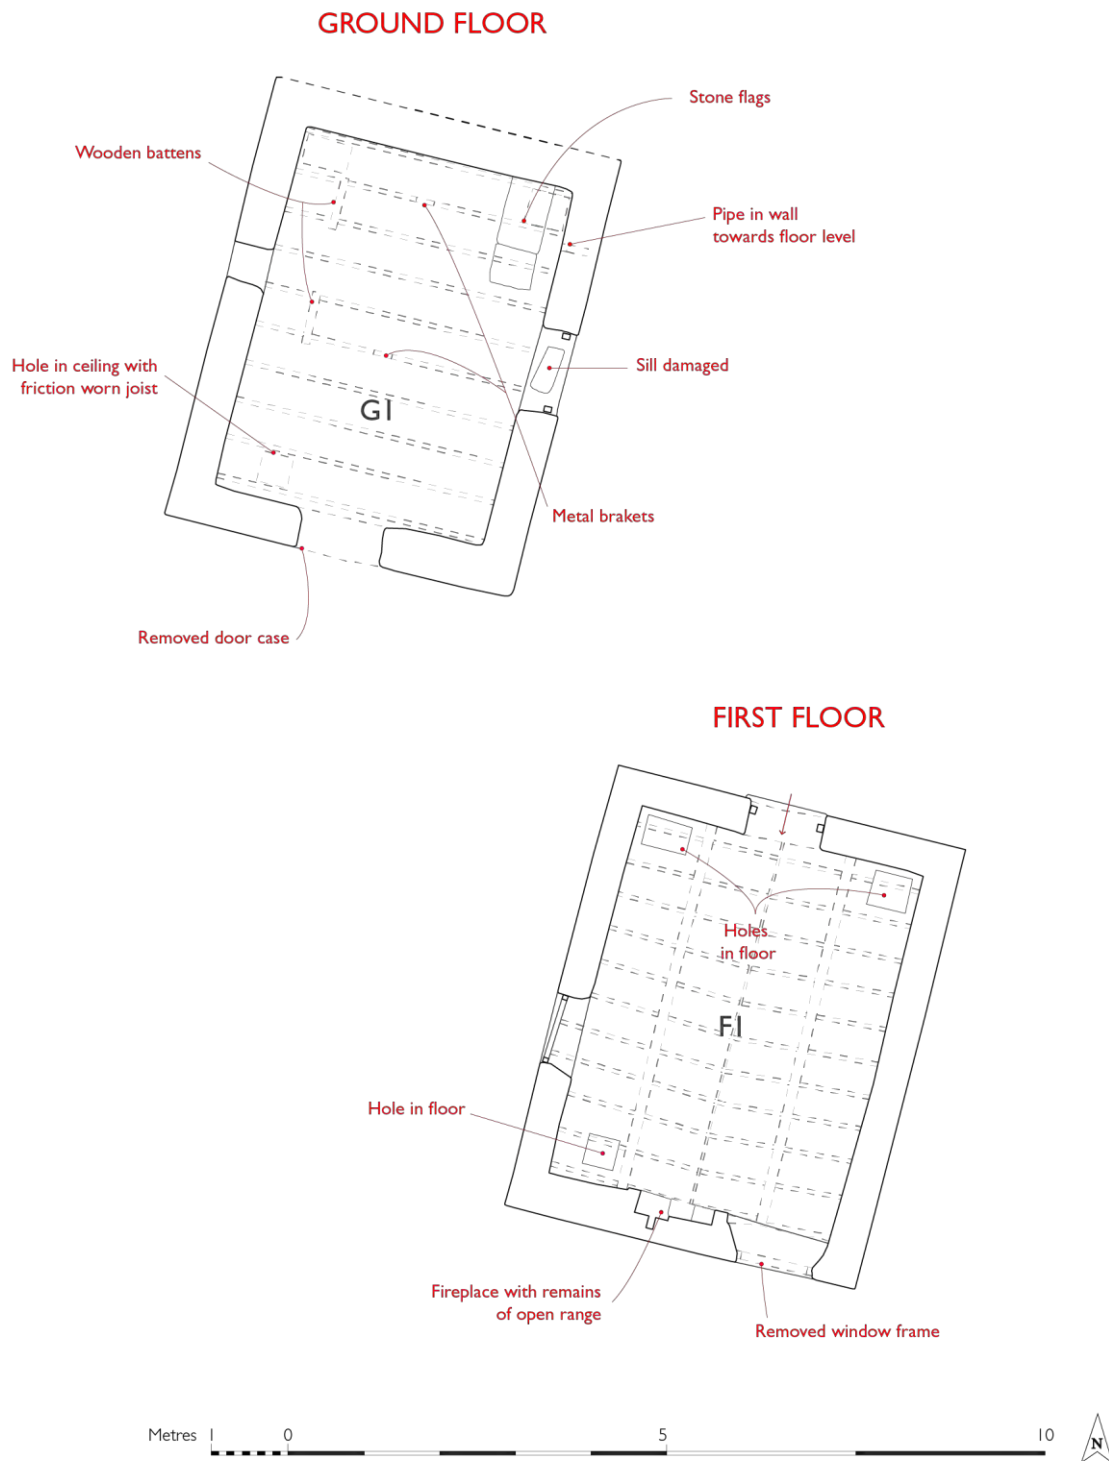 GROUND FLOOR
Stone flags
Wooden battens
Pipe in wall
towards floor level
Hole in ceiling with
friction worn joist
Sill damaged
G1
Metal brakets
Removed door case
FIRST FLOOR
Holes
in floor
F1
Hole in floor
Fireplace with remains
of open range
Removed window frame
Metres 1 0 5 10
N